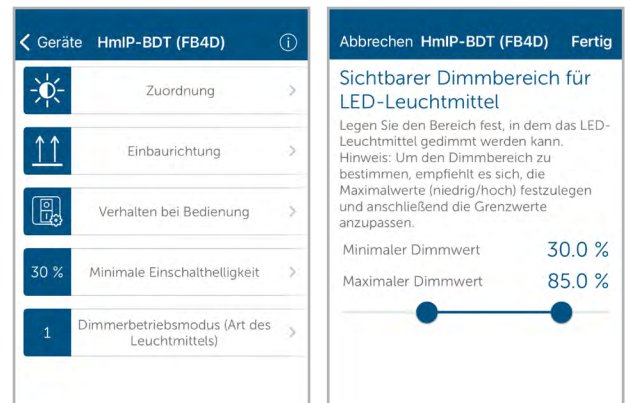 Geräte HmIP-BDT (FB4D)
Zuordnung
Einbaurichtung
Verhalten bei Bedienung
30 % Minimale Einschalthelligkeit
1 Dimmerbetriebsmodus (Art des
Leuchtmittels)
Abbrechen HmIP-BDT (FB4D) Fertig
Sichtbarer Dimmbereich für
LED-Leuchtmittel
Legen Sie den Bereich fest, in dem das LED-
Leuchtmittel gedimmt werden kann.
Hinweis: Um den Dimmbereich zu
bestimmen, empfiehlt es sich, die
Maximalwerte (niedrig/hoch) festzulegen
und anschließend die Grenzwerte
anzupassen.
Minimaler Dimmwert 30.0 %
Maximaler Dimmwert 85.0 %